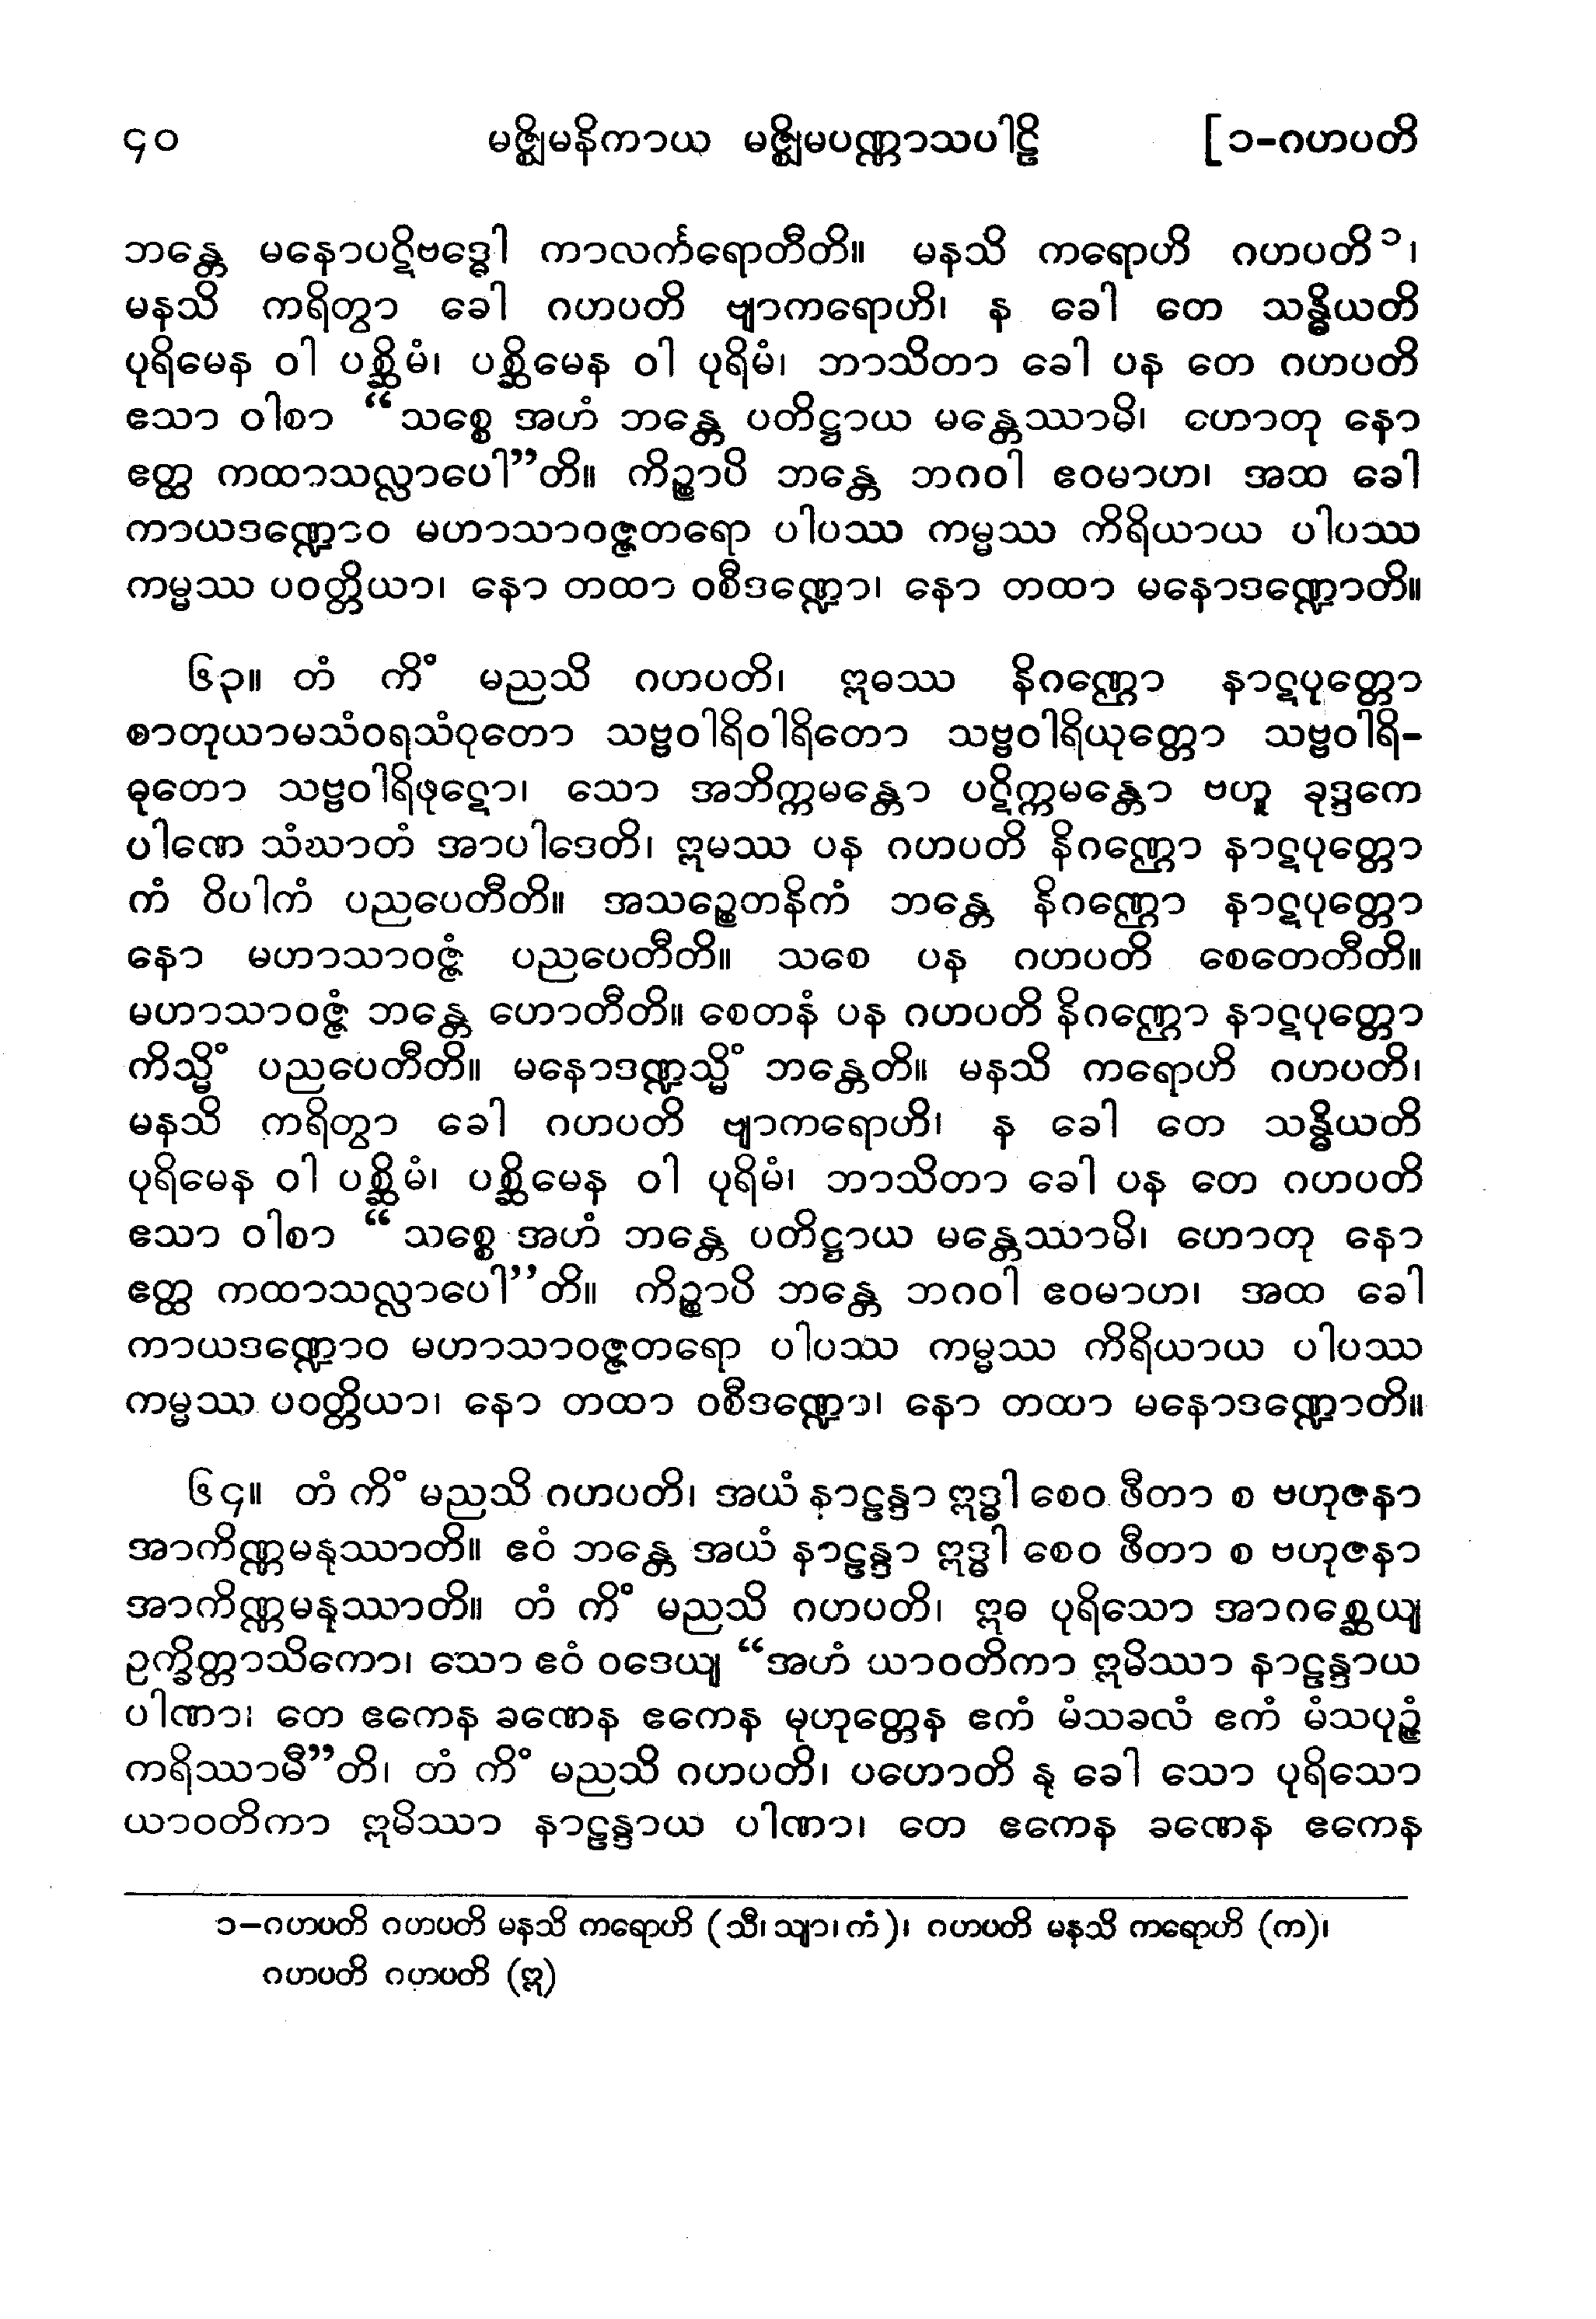 ၄၀ မဇ္ဈိမနိကာယ မဇ္ဈိမပဏ္ဏာသပါဠိ [၁-ဂဟပတိ
ဘန္တေ မနောပဋိဗဒ္ဓေါ ကာလင်္ကရောတီတိ။ မနသိ ကရောဟိ ဂဟပတိ၁၊
မနသိ ကရိတွာ ခေါ ဂဟပတိ ဗျာကရောဟိ၊ န ခေါ တေ သန္ဓိယတိ
ပုရိမေန ဝါ ပစ္ဆိမံ၊ ပစ္ဆိမေန ဝါ ပုရိမံ၊ ဘာသိတာ ခေါ ပန တေ ဂဟပတိ
ဧသာ ဝါစာ “သစ္စေ အဟံ ဘန္တေ ပတိဋ္ဌာယ မန္တေဿာမိ၊ ဟောတု နော
ဧတ္ထ ကထာသလ္လာပေါ”တိ။ ကိဉ္စာပိ ဘန္တေ ဘဂဝါ ဧဝမာဟ၊ အထ ခေါ
ကာယဒဏ္ဍောဝ မဟာသာဝဇ္ဇတရော ပါပဿ ကမ္မဿ ကိရိယာယ ပါပဿ
ကမ္မဿ ပဝတ္တိယာ၊ နော တထာ ဝစီဒဏ္ဍော၊ နော တထာ မနောဒဏ္ဍောတိ။
၆၃။ တံ ကိံ မညသိ ဂဟပတိ၊ ဣဓဿ နိဂဏ္ဌော နာဋပုတ္တော
စာတုယာမသံဝရသံဝုတော သဗ္ဗဝါရိဝါရိတော သဗ္ဗဝါရိယုတ္တော သဗ္ဗဝါရိ-
ဓုတော သဗ္ဗဝါရိဖုဋော၊ သော အဘိက္ကမန္တော ပဋိက္ကမန္တော ဗဟူ ခုဒ္ဒကေ
ပါဏေ သံဃာတံ အာပါဒေတိ၊ ဣမဿ ပန ဂဟပတိ နိဂဏ္ဌော နာဋပုတ္တော
ကံ ဝိပါကံ ပညပေတီတိ။ အသဉ္စေတနိကံ ဘန္တေ နိဂဏ္ဌော နာဋပုတ္တော
နော မဟာသာဝဇ္ဇံ ပညပေတီတိ။ သစေ ပန ဂဟပတိ စေတေတီတိ။
မဟာသာဝဇ္ဇံ ဘန္တေ ဟောတီတိ။ စေတနံ ပန ဂဟပတိ နိဂဏ္ဌော နာဋပုတ္တော
ကိသ္မိံ ပညပေတီတိ။ မနောဒဏ္ဍသ္မိံ ဘန္တေတိ။ မနသိ ကရောဟိ ဂဟပတိ၊
မနသိ ကရိတွာ ခေါ ဂဟပတိ ဗျာကရောဟိ၊ န ခေါ တေ သန္ဓိယတိ
ပုရိမေန ဝါ ပစ္ဆိမံ၊ ပစ္ဆိမေန ဝါ ပုရိမံ၊ ဘာသိတာ ခေါ ပန တေ ဂဟပတိ
ဧသာ ဝါစာ “သစ္စေ အဟံ ဘန္တေ ပတိဋ္ဌာယ မန္တေဿာမိ၊ ဟောတု နော
ဧတ္ထ ကထာသလ္လာပေါ”တိ။ ကိဉ္စာပိ ဘန္တေ ဘဂဝါ ဧဝမာဟ၊ အထ ခေါ
ကာယဒဏ္ဍောဝ မဟာသာဝဇ္ဇတရော ပါပဿ ကမ္မဿ ကိရိယာယ ပါပဿ
ကမ္မဿ ပဝတ္တိယာ၊ နော တထာ ဝစီဒဏ္ဍော၊ နော တထာ မနောဒဏ္ဍောတိ။
၆၄။ တံ ကိံ မညသိ ဂဟပတိ၊ အယံ နာဠန္ဒာ ဣဒ္ဓါ စေဝ ဖီတာ စ ဗဟုဇနာ
အာကိဏ္ဏမနုဿာတိ။ ဧဝံ ဘန္တေ အယံ နာဠန္ဒာ ဣဒ္ဓါ စေဝ ဖီတာ စ ဗဟုဇနာ
အာကိဏ္ဏမနုဿာတိ။ တံ ကိံ မညသိ ဂဟပတိ၊ ဣဓ ပုရိသော အာဂစ္ဆေယျ
ဥက္ခိတ္တာသိကော၊ သော ဧဝံ ဝဒေယျ “အဟံ ယာဝတိကာ ဣမိဿာ နာဠန္ဒာယ
ပါဏာ၊ တေ ဧကေန ခဏေန ဧကေန မုဟုတ္တေန ဧကံ မံသခလံ ဧကံ မံသပုဉ္ဇံ
ကရိဿာမီ”တိ၊ တံ ကိံ မညသိ ဂဟပတိ၊ ပဟောတိ နု ခေါ သော ပုရိသော
ယာဝတိကာ ဣမိဿာ နာဠန္ဒာယ ပါဏာ၊ တေ ဧကေန ခဏေန ဧကေန
၁-ဂဟပတိ ဂဟပတိ မနသိ ကရောဟိ (သီ၊ သျာ၊ ကံ)၊ ဂဟပတိ မနသိ ကရောဟိ (က)၊
ဂဟပတိ ဂဟပတိ (ဣ)